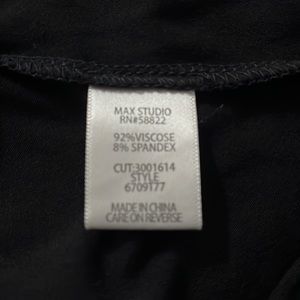 MAX STUDIO
RN#58822
92%VISCOSE
8% SPANDEX
CUT:3001614
STYLE
6709177
MADE IN CHINA
CARE ON REVERSE